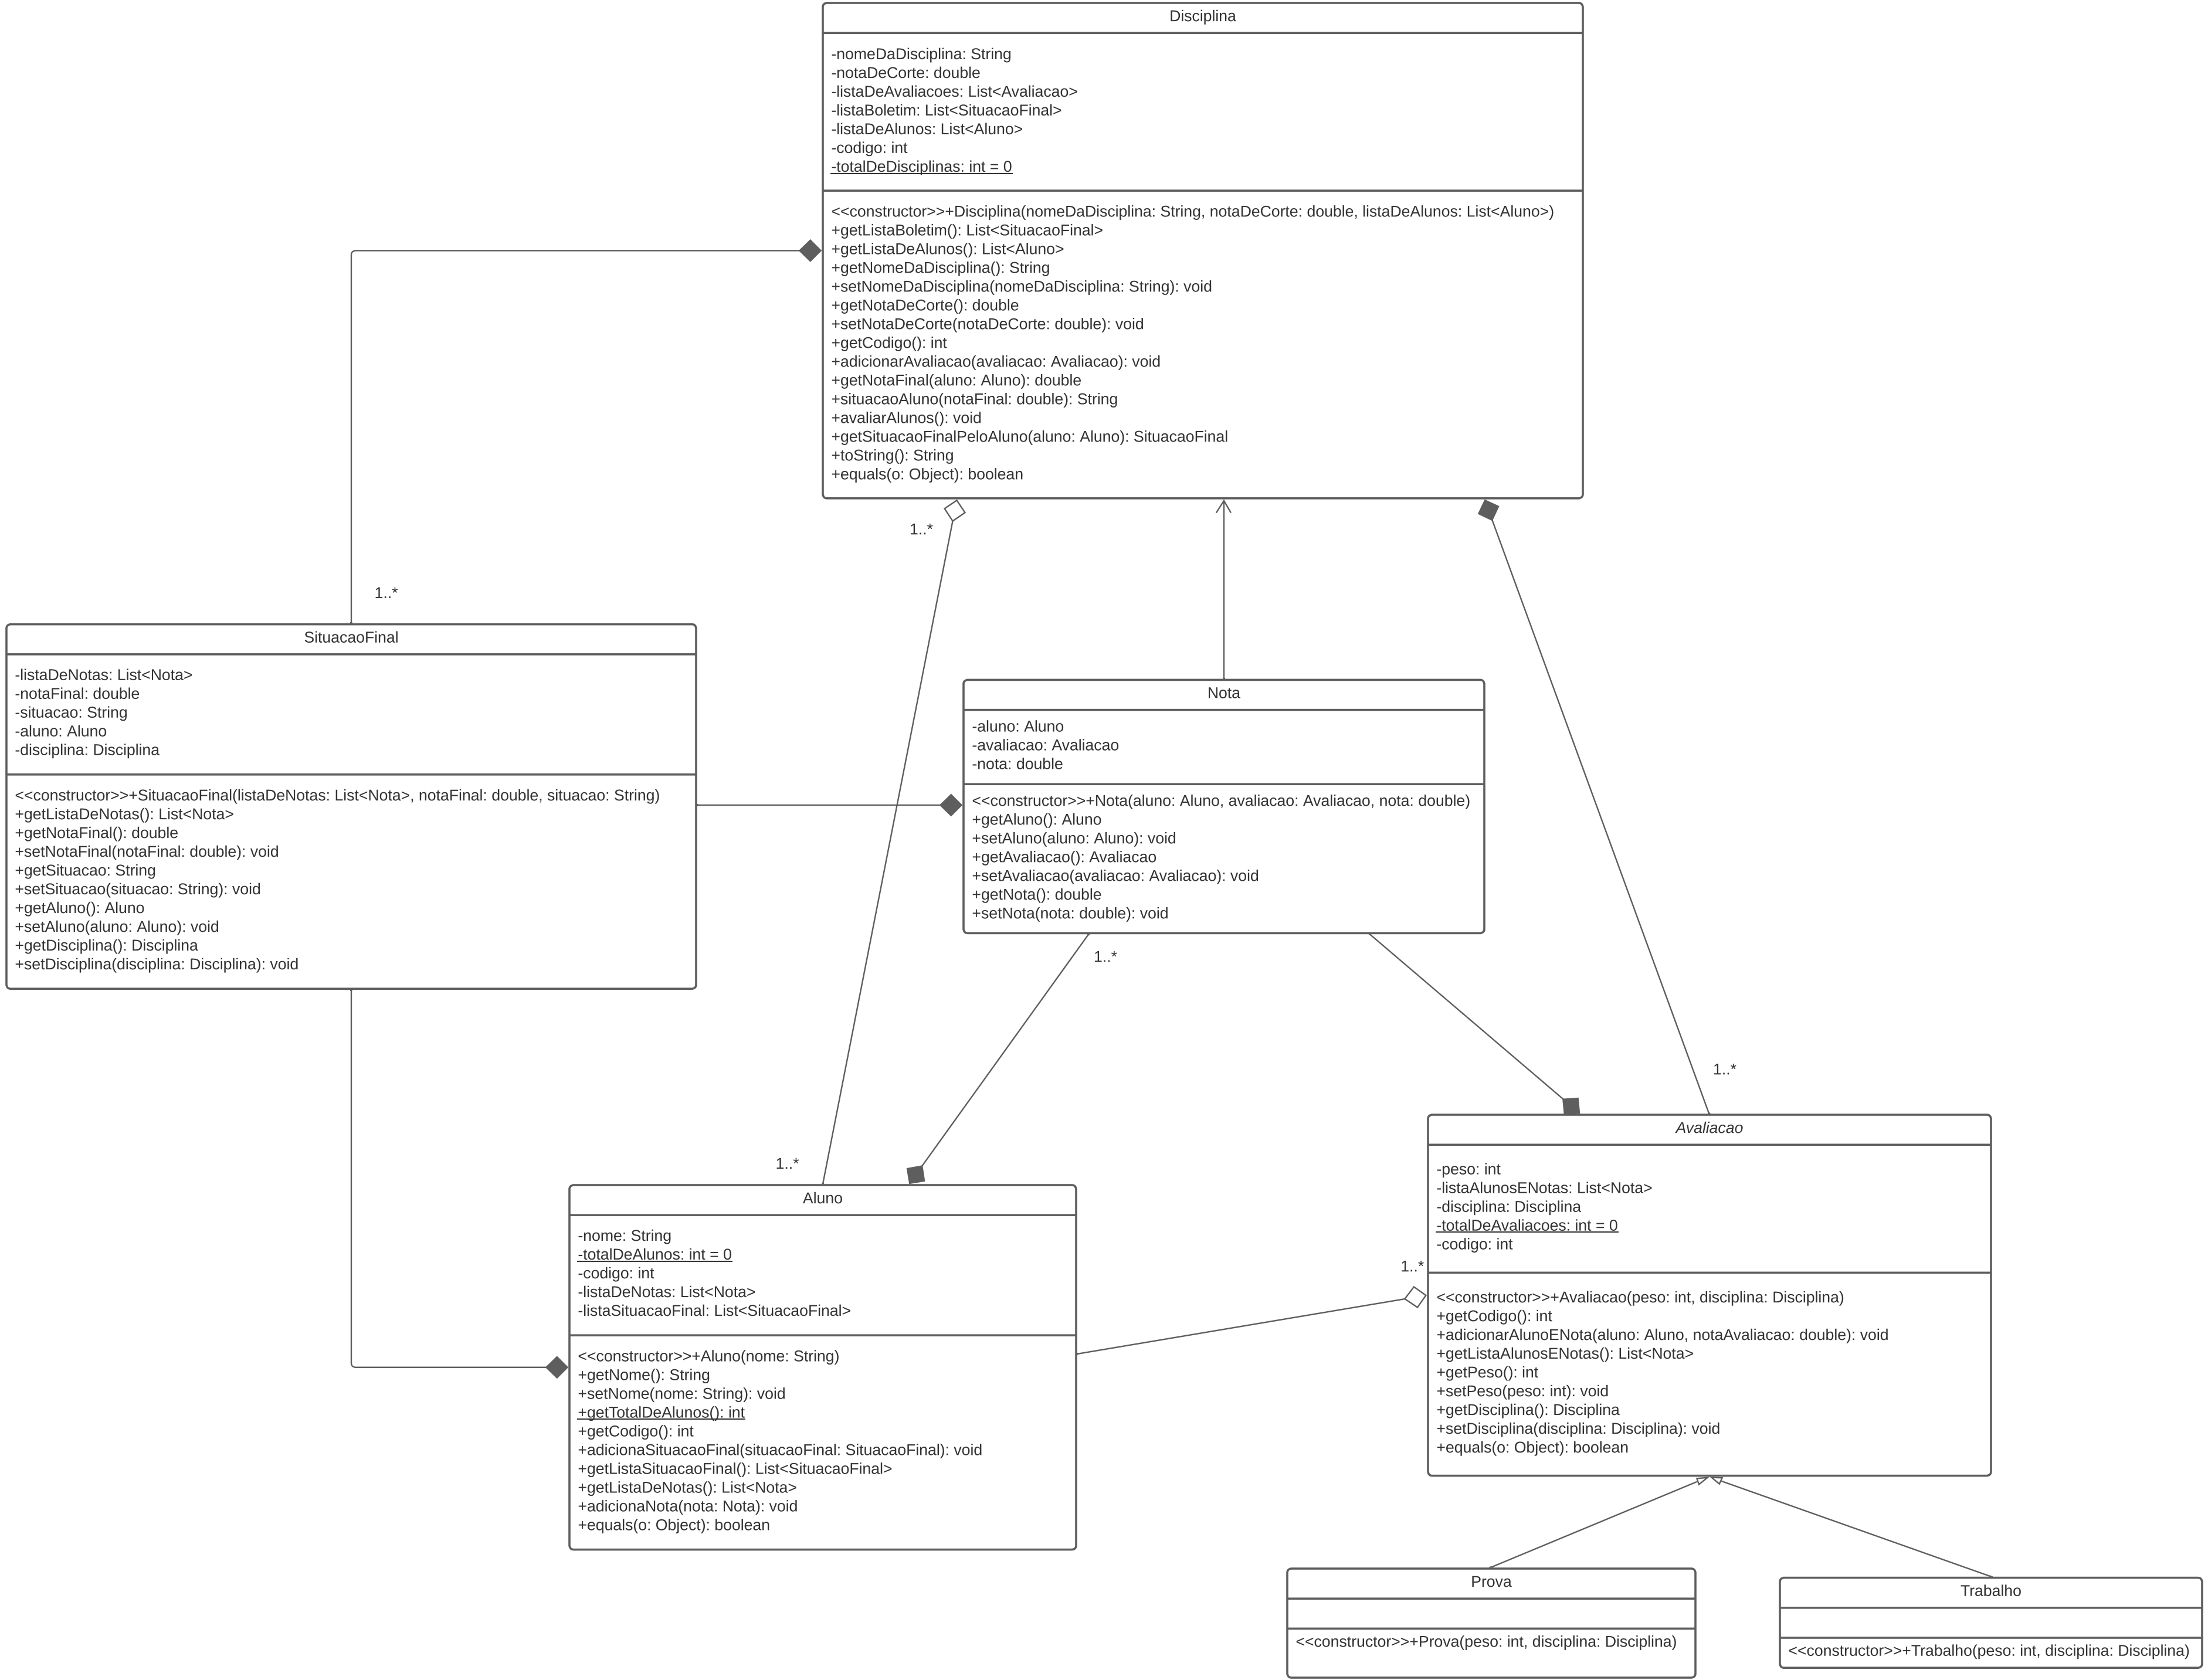 Disciplina
-nomeDaDisciplina: String
-notaDeCorte: double
-listaDeAvaliacoes: List<Avaliacao>
-listaBoletim: List<SituacaoFinal>
-listaDeAlunos: List<Aluno>
-codigo: int
-totalDeDisciplinas: int = 0
<<constructor>>+Disciplina(nomeDaDisciplina: String, notaDeCorte: double, listaDeAlunos: List<Aluno>)
+getListaBoletim(): List<SituacaoFinal>
+getListaDeAlunos(): List<Aluno>
+getNomeDaDisciplina(): String
+setNomeDaDisciplina(nomeDaDisciplina: String): void
+getNotaDeCorte(): double
+setNotaDeCorte(notaDeCorte: double): void
+getCodigo(): int
+adicionarAvaliacao(avaliacao: Avaliacao): void
+getNotaFinal(aluno: Aluno): double
+situacaoAluno(notaFinal: double): String
+avaliarAlunos(): void
+getSituacaoFinalPeloAluno(aluno: Aluno): SituacaoFinal
+toString(): String
+equals(o: Object): boolean
1..*
1..*
SituacaoFinal
-listaDeNotas: List<Nota>
-notaFinal: double
-situacao: String
-aluno: Aluno
-disciplina: Disciplina
<<constructor>>+SituacaoFinal(listaDeNotas: List<Nota>, notaFinal: double, situacao: String)
+getListaDeNotas(): List<Nota>
+getNotaFinal(): double
+setNotaFinal(notaFinal: double): void
+getSituacao: String
+setSituacao(situacao: String): void
+getAluno(): Aluno
+setAluno(aluno: Aluno): void
+getDisciplina(): Disciplina
+setDisciplina(disciplina: Disciplina): void
Nota
-aluno: Aluno
-avaliacao: Avaliacao
-nota: double
<<constructor>>+Nota(aluno: Aluno, avaliacao: Avaliacao, nota: double)
+getAluno(): Aluno
+setAluno(aluno: Aluno): void
+getAvaliacao(): Avaliacao
+setAvaliacao(avaliacao: Avaliacao): void
+getNota(): double
+setNota(nota: double): void
1..*
1..*
1..*
Aluno
-nome: String
-totalDeAlunos: int = 0
-codigo: int
-listaDeNotas: List<Nota>
-listaSituacaoFinal: List<SituacaoFinal>
<<constructor>>+Aluno(nome: String)
+getNome(): String
+setNome(nome: String): void
+getTotalDeAlunos(): int
+getCodigo(): int
+adicionaSituacaoFinal(situacaoFinal: SituacaoFinal): void
+getListaSituacaoFinal(): List<SituacaoFinal>
+getListaDeNotas(): List<Nota>
+adicionaNota(nota: Nota): void
+equals(o: Object): boolean
1..*
Avaliacao
-peso: int
-listaAlunosENotas: List<Nota>
-disciplina: Disciplina
-totalDeAvaliacoes: int = 0
-codigo: int
<<constructor>>+Avaliacao(peso: int, disciplina: Disciplina)
+getCodigo(): int
+adicionarAlunoENota(aluno: Aluno, notaAvaliacao: double): void
+getListaAlunosENotas(): List<Nota>
+getPeso(): int
+setPeso(peso: int): void
+getDisciplina(): Disciplina
+setDisciplina(disciplina: Disciplina): void
+equals(o: Object): boolean
Prova
<<constructor>>+Prova(peso: int, disciplina: Disciplina)
Trabalho
<<constructor>>+Trabalho(peso: int, disciplina: Disciplina)